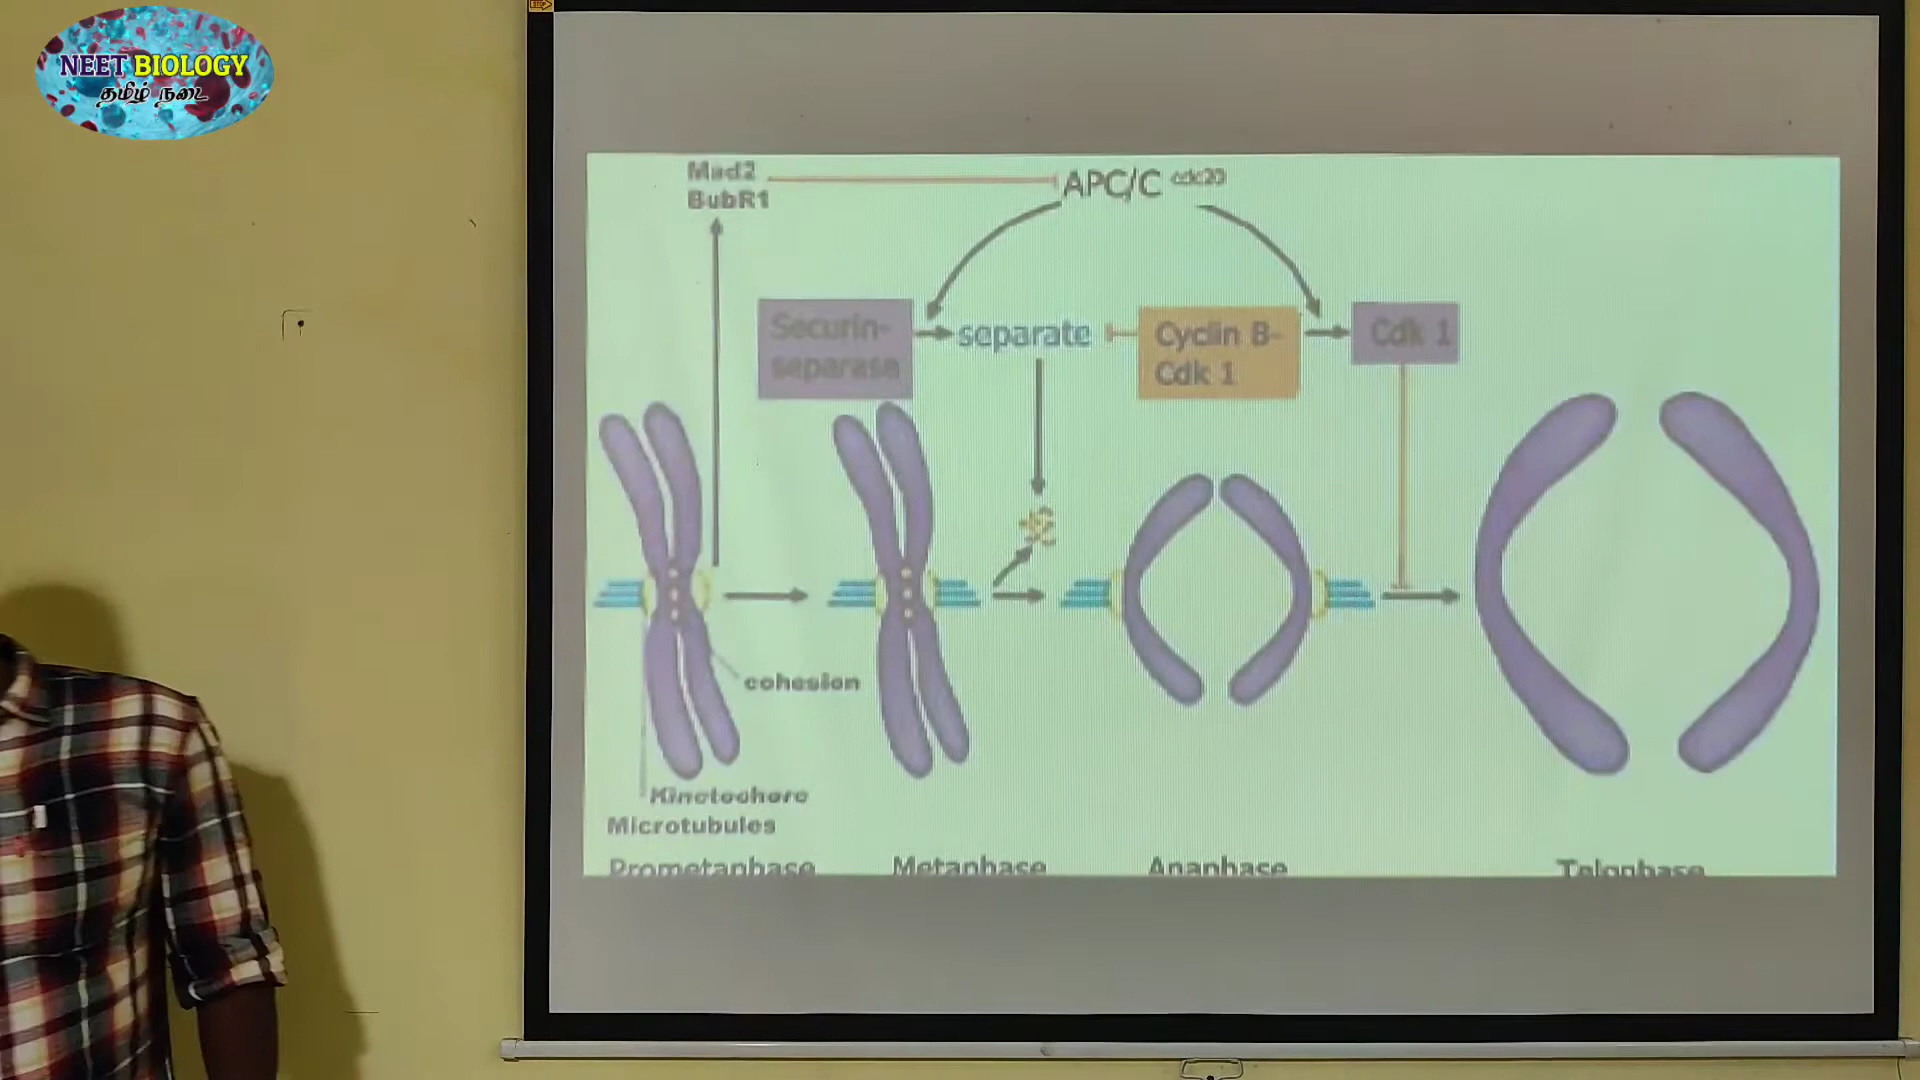 NEET BIOLOGY
தமிழ் நடை
STOP
Mad2
BubR1
APC/C cdc20
Securin-
separase
separate
Cyclin B-
Cdk 1
Cdk 1
cohesion
Kinetochore
Microtubules
Prometaphase
Metaphase
Anaphase
Telophase